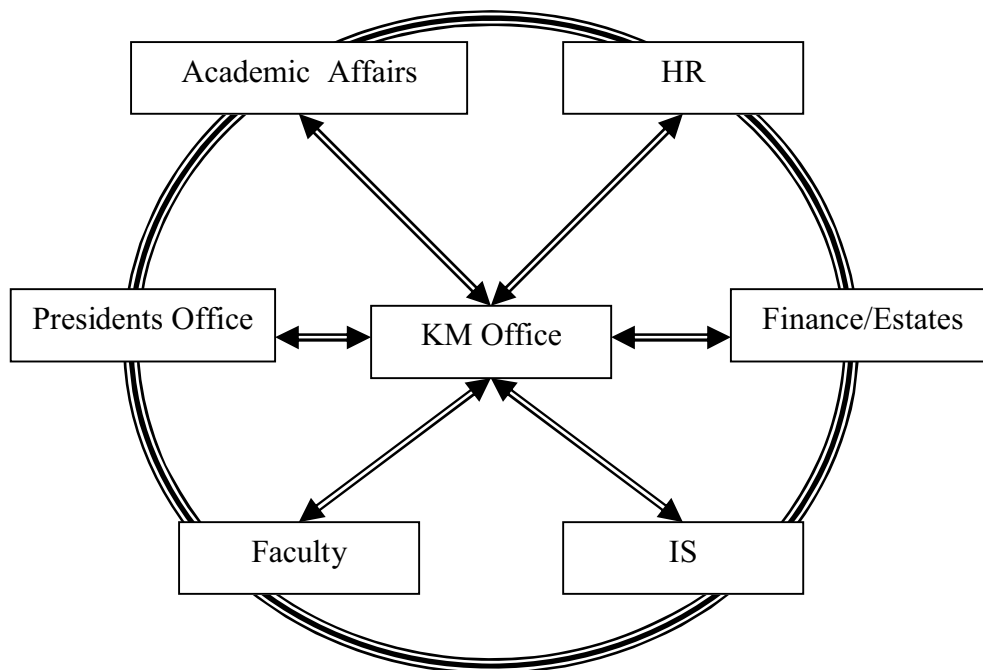 Academic Affairs
HR
Presidents Office
KM Office
Finance/Estates
Faculty
IS